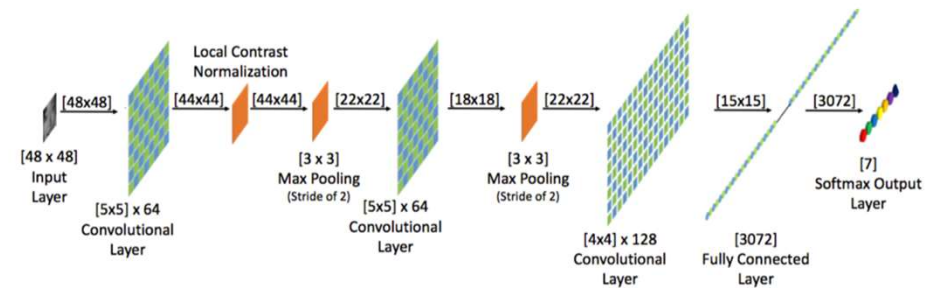 Local Contrast
Normalization
[48x48]
[44x44]
[44x44]
[22x22]
[18x18]
[22x22]
[15x15]
[3072]
[48 x 48]
Input
Layer
[5x5] x 64
Convolutional
Layer
[3 x 3]
Max Pooling
(Stride of 2)
[5x5] x 64
Convolutional
Layer
[3 x 3]
Max Pooling
(Stride of 2)
[4x4] x 128
Convolutional
Layer
[3072]
Fully Connected
Layer
[7]
Softmax Output
Layer